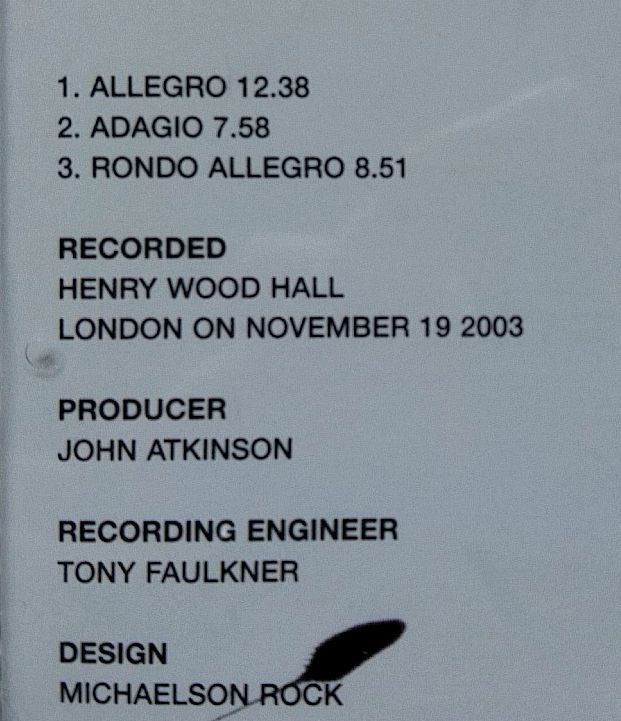 1. ALLEGRO 12.38
2. ADAGIO 7.58
3. RONDO ALLEGRO 8.51
RECORDED
HENRY WOOD HALL
LONDON ON NOVEMBER 19 2003
PRODUCER
JOHN ATKINSON
RECORDING ENGINEER
TONY FAULKNER
DESIGN
MICHAELSON ROCK